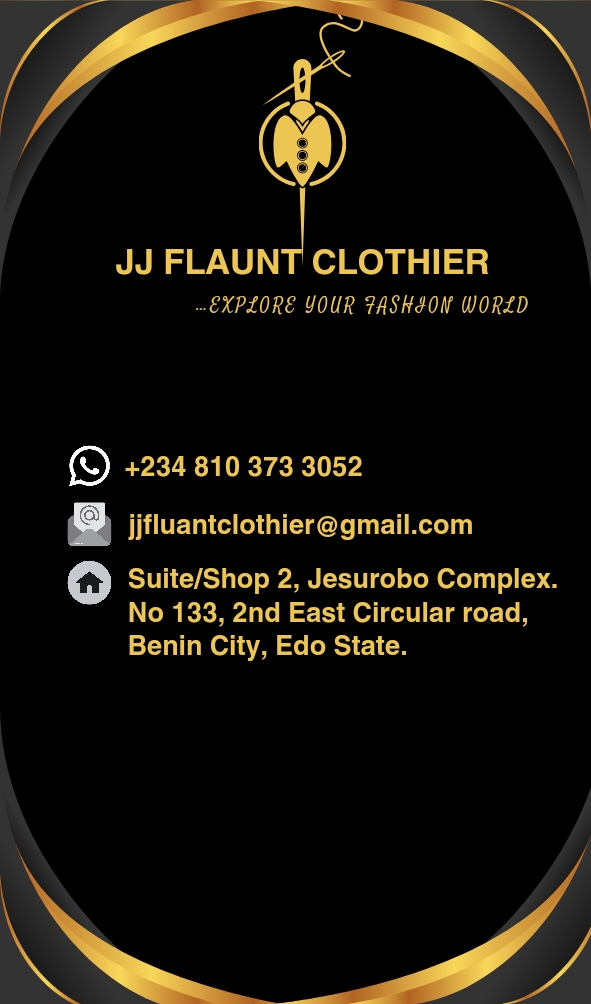 JJ FLAUNT CLOTHIER
...EXPLORE YOUR FASHION WORLD
+234 810 373 3052
@
jjfluantclothier@gmail.com
Suite/Shop 2, Jesurobo Complex.
No 133, 2nd East Circular road,
Benin City, Edo State.